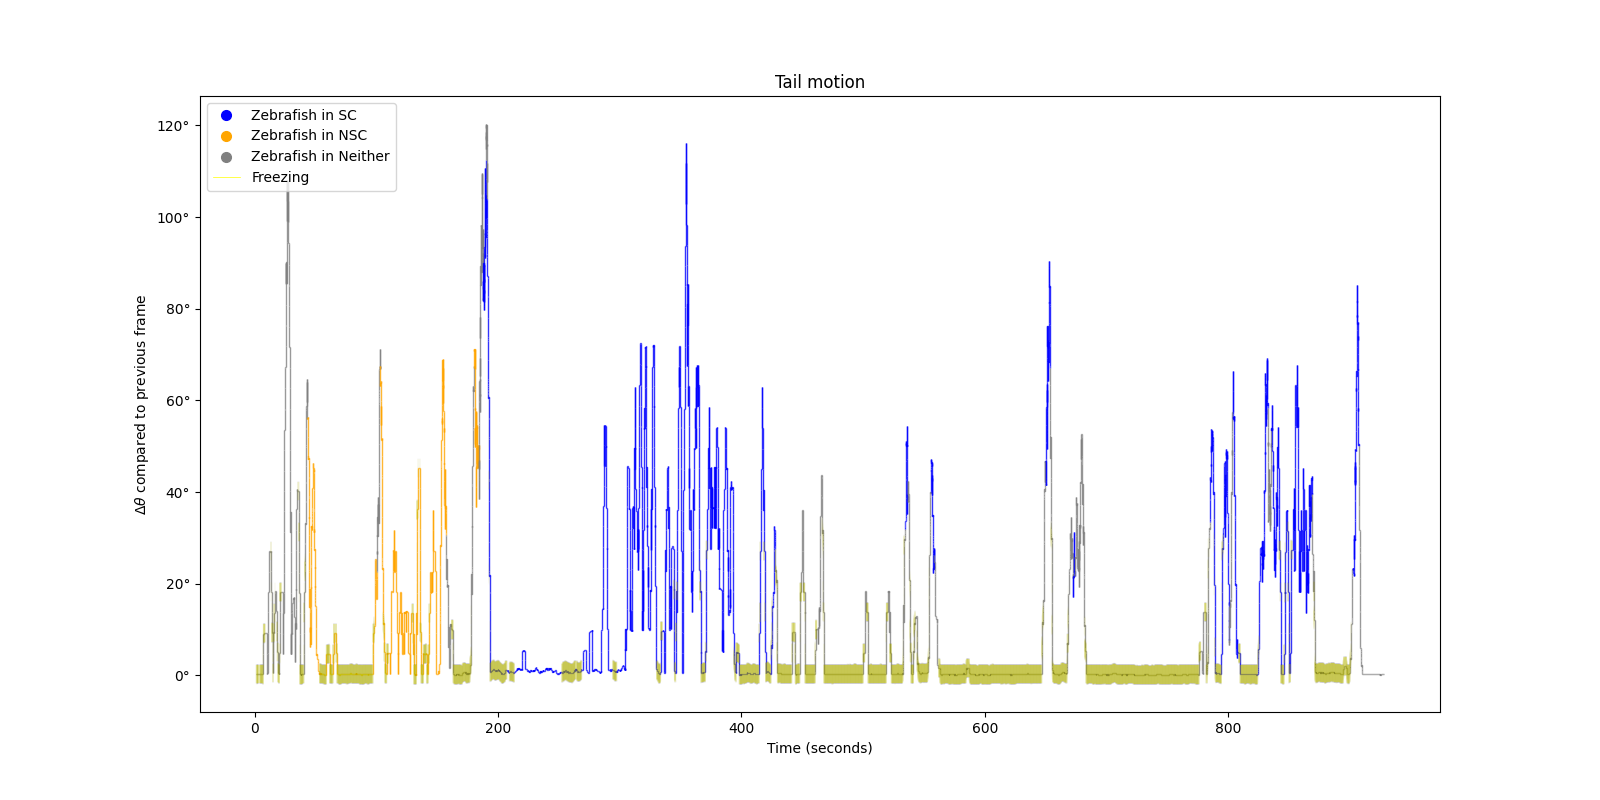 Tail motion
Zebrafish in SC
Zebrafish in NSC
Zebrafish in Neither
Freezing
120°
100°
80°
60°
40°
20°
0°
Δθ compared to previous frame
0 200 400 600 800
Time (seconds)